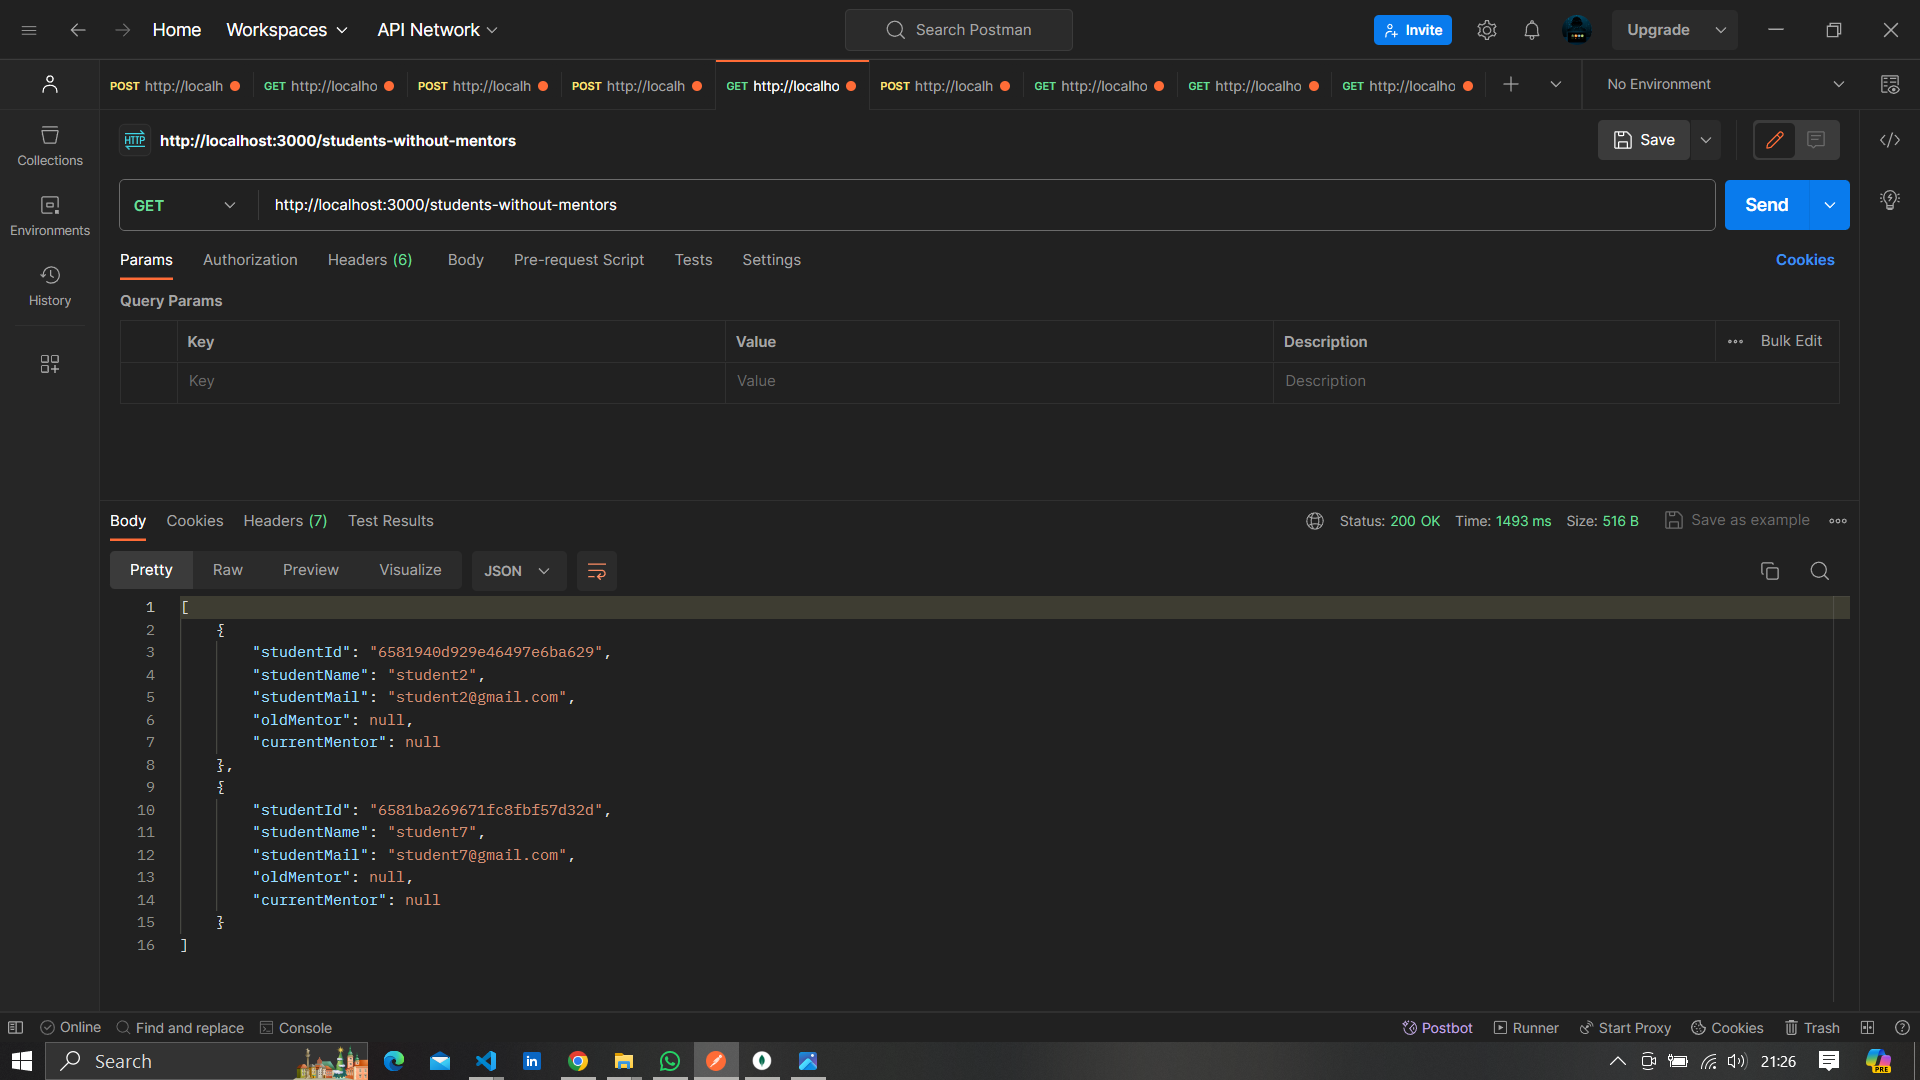 Home Workspaces API Network Search Postman Invite Upgrade
POST http://localh GET http://localho POST http://localh POST http://localh GET http://localho POST http://localh GET http://localho GET http://localho GET http://localho No Environment
HTTP http://localhost:3000/students-without-mentors Save
Collections
GET http://localhost:3000/students-without-mentors Send
Environments
Params Authorization Headers (6) Body Pre-request Script Tests Settings Cookies
History
Query Params
Key Value Description Bulk Edit
Key Value Description
Body Cookies Headers (7) Test Results Status: 200 OK Time: 1493 ms Size: 516 B Save as example
Pretty Raw Preview Visualize JSON
1 [
2 {
3 "studentId": "6581940d929e46497e6ba629",
4 "studentName": "student2",
5 "studentMail": "student2@gmail.com",
6 "oldMentor": null,
7 "currentMentor": null
8 },
9 {
10 "studentId": "6581ba269671fc8fbf57d32d",
11 "studentName": "student7",
12 "studentMail": "student7@gmail.com",
13 "oldMentor": null,
14 "currentMentor": null
15 }
16 ]
Online Find and replace Console Postbot Runner Start Proxy Cookies Trash
Search 21:26 PRE